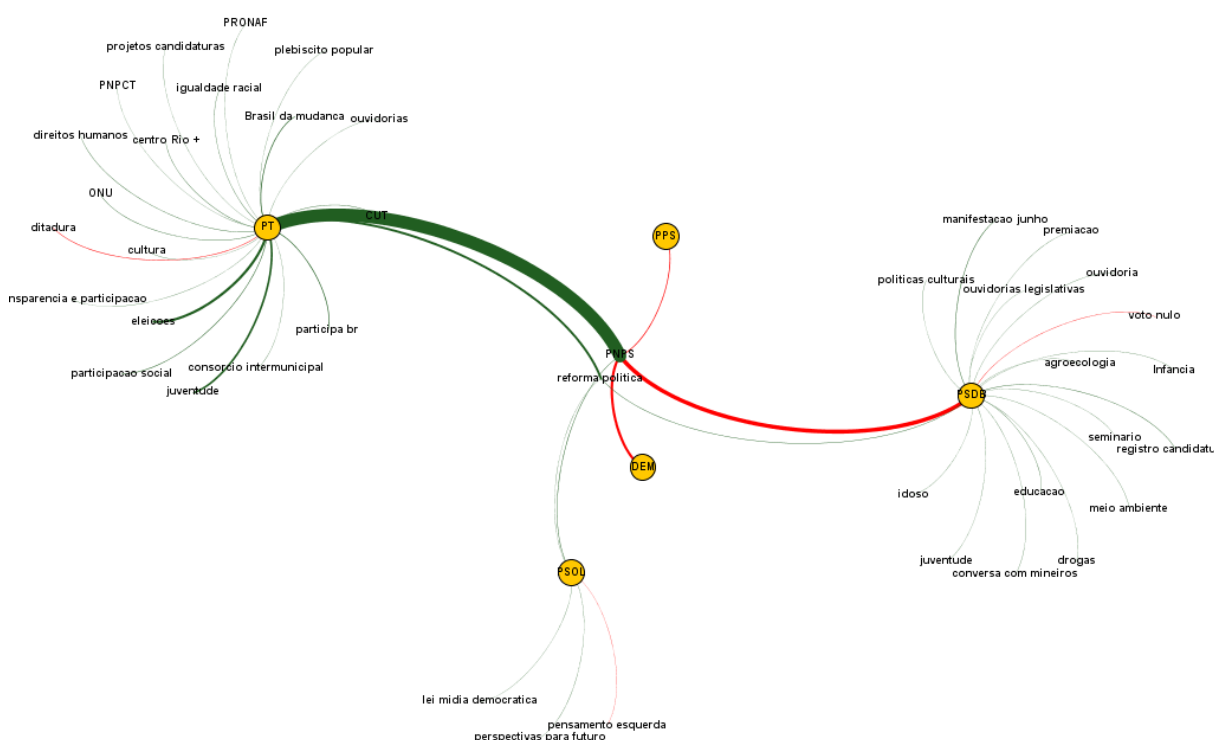 PRONAF
projetos candidaturas
plebiscito popular
PNPCT
igualdade racial
Brasil da mudanca
ouvidorias
direitos humanos
centro Rio +
ONU
CUT
PT
ditadura
cultura
nsparencia e participacao
eleicoes
participa br
participacao social
consorcio intermunicipal
juventude
PPS
PNPS
reforma politica
DEM
manifestacao junho
premiacao
politicas culturais
ouvidoria
ouvidorias legislativas
voto nulo
agroecologia
Infancia
PSDB
seminario
registro candidatu
idoso
educacao
meio ambiente
juventude
drogas
conversa com mineiros
PSOL
lei midia democratica
pensamento esquerda
perspectivas para futuro